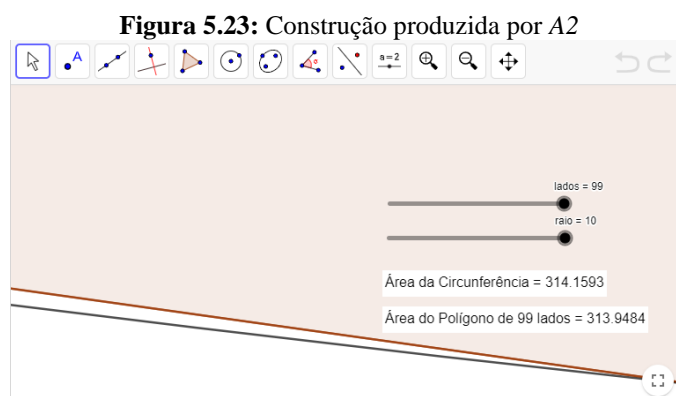 Figura 5.23: Construção produzida por A2
A
a=2
lados = 99
raio = 10
Área da Circunferência = 314.1593
Área do Polígono de 99 lados = 313.9484